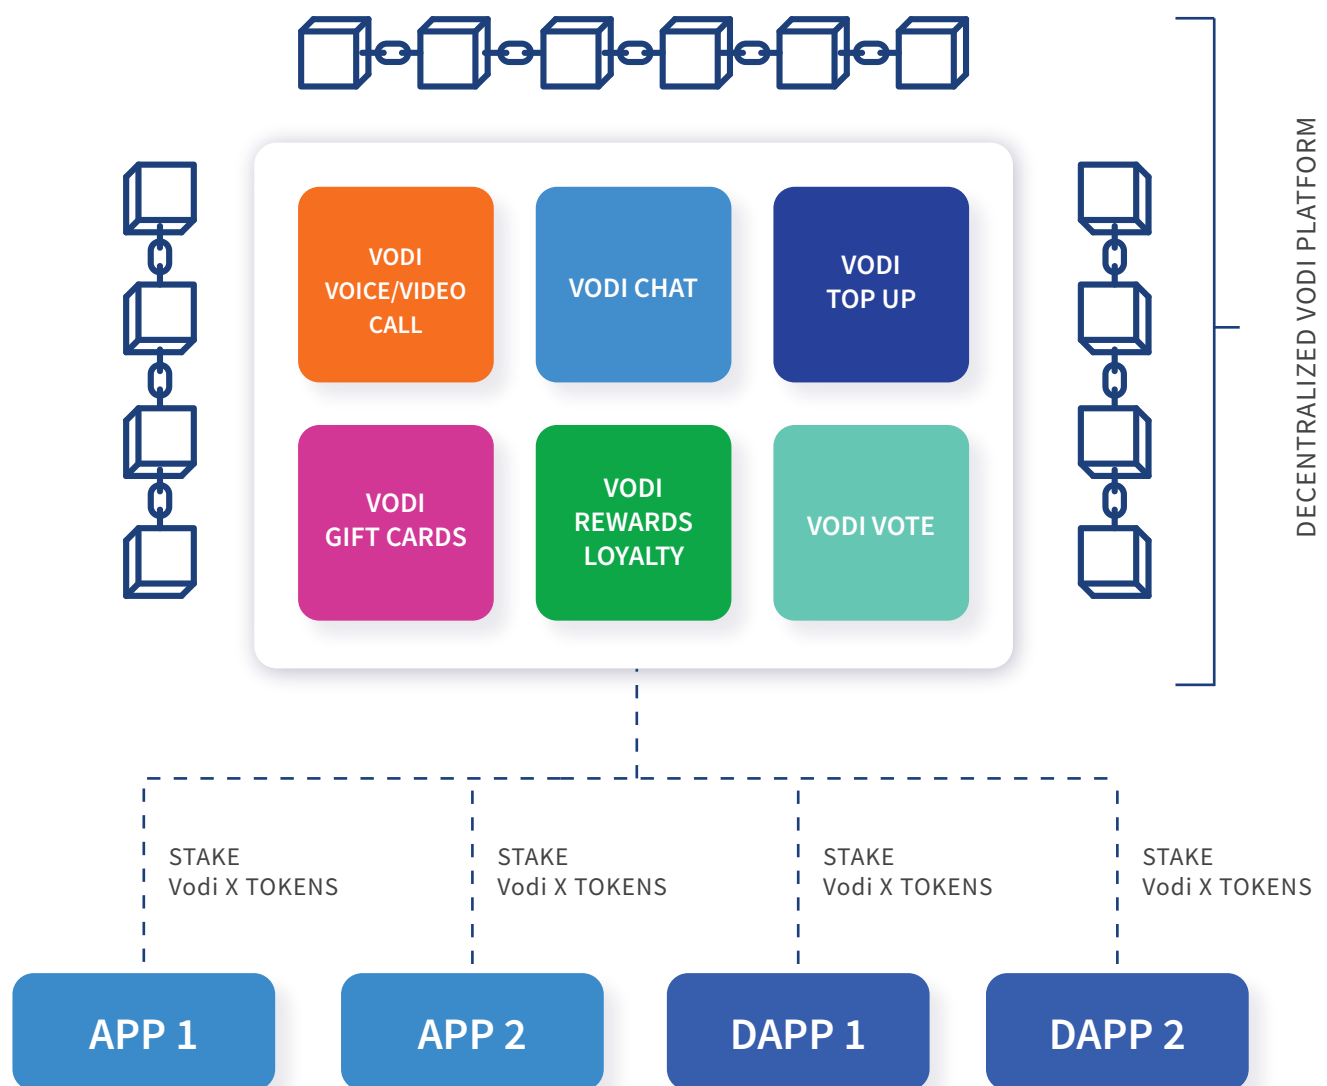 VODI
VOICE/VIDEO
CALL
VODI CHAT
VODI
TOP UP
VODI
GIFT CARDS
VODI
REWARDS
LOYALTY
VODI VOTE
DECENTRALIZED VODI PLATFORM
STAKE
Vodi X TOKENS
STAKE
Vodi X TOKENS
STAKE
Vodi X TOKENS
STAKE
Vodi X TOKENS
APP 1
APP 2
DAPP 1
DAPP 2